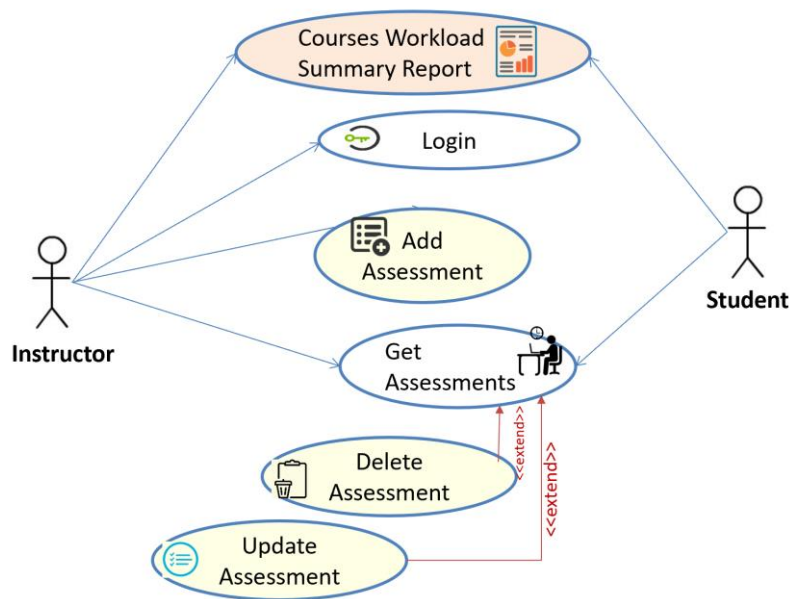 Courses Workload
Summary Report
Login
Add
Assessment
Instructor
Student
Get
Assessments
<<extend>>
<<extend>>
Delete
Assessment
Update
Assessment